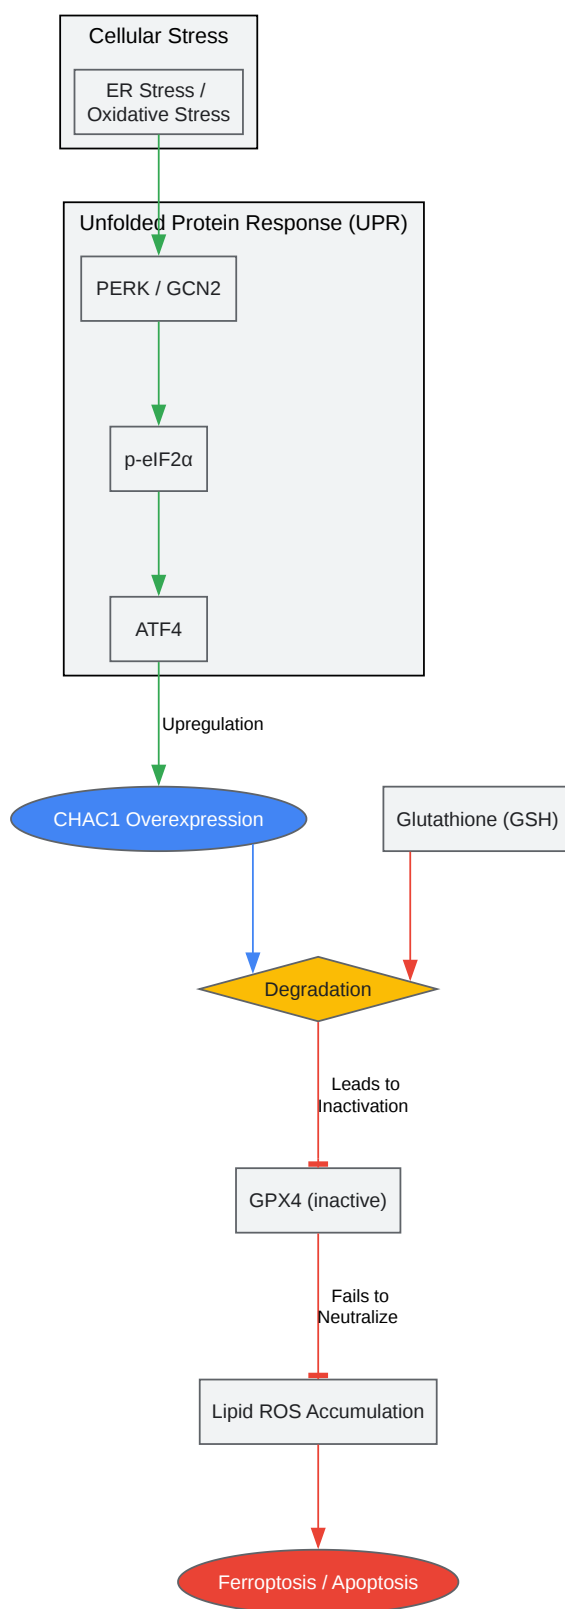 Cellular Stress
ER Stress /
Oxidative Stress
Unfolded Protein Response (UPR)
PERK / GCN2
p-eIF2α
ATF4
Upregulation
CHAC1 Overexpression
Glutathione (GSH)
Degradation
Leads to
Inactivation
GPX4 (inactive)
Fails to
Neutralize
Lipid ROS Accumulation
Ferroptosis / Apoptosis